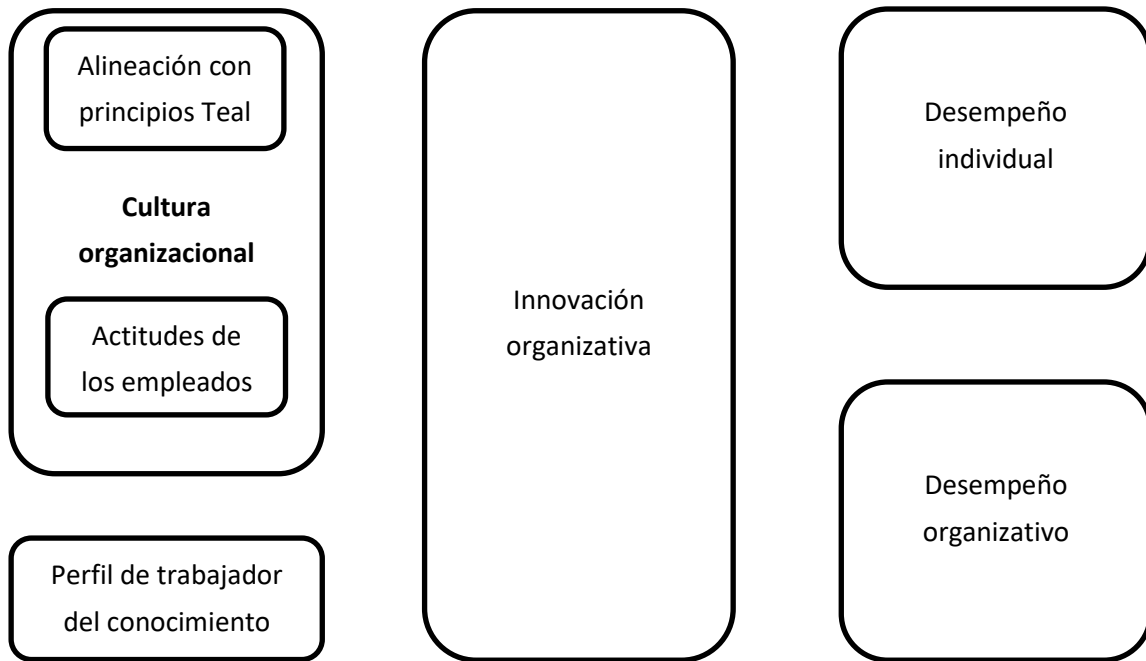 Alineación con
principios Teal
Cultura
organizacional
Actitudes de
los empleados
Perfil de trabajador
del conocimiento
Innovación
organizativa
Desempeño
individual
Desempeño
organizativo